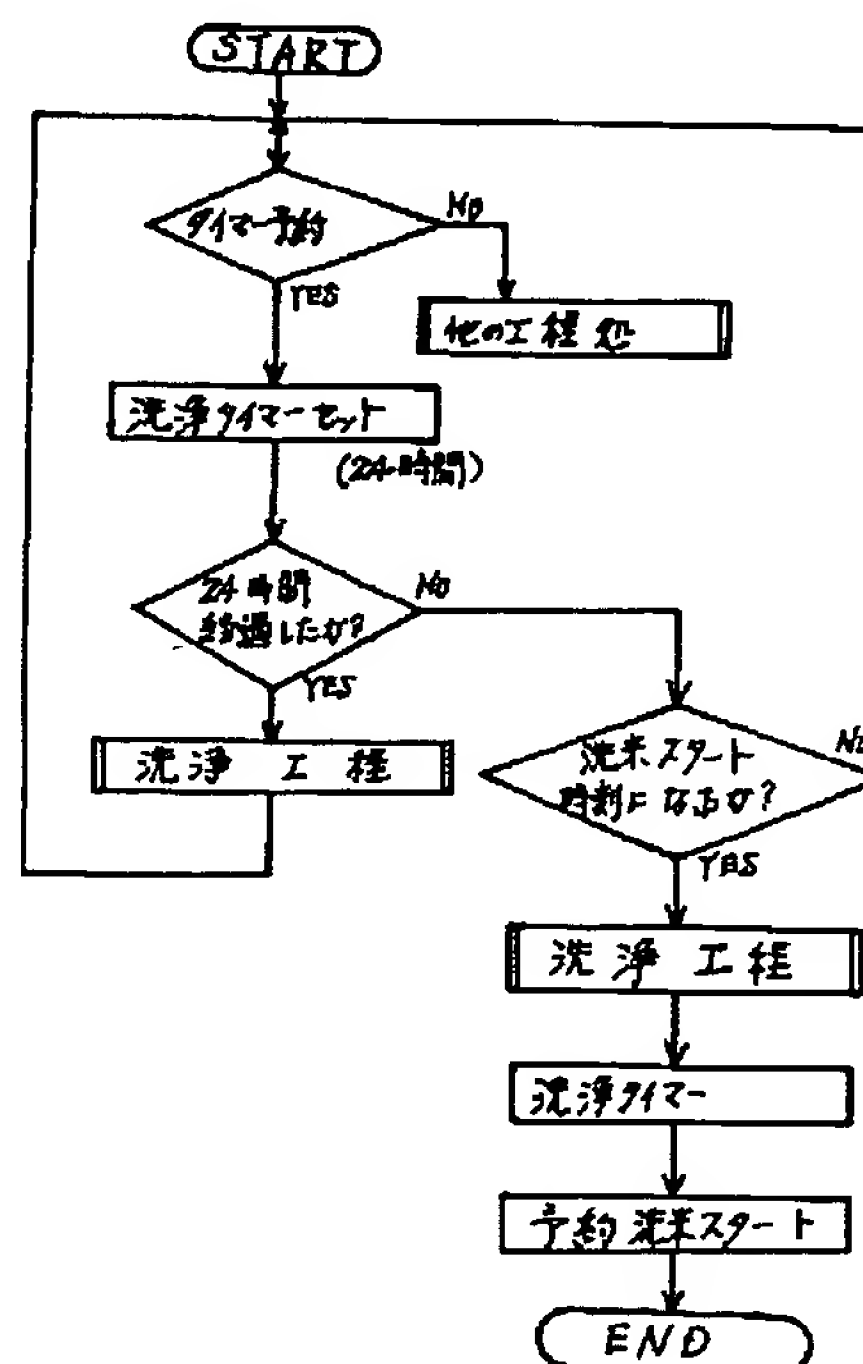 START
タイマー予約
NO
YES
他の工程処
洗浄タイマーセット
(24時間)
24時間
経過したか?
NO
YES
洗浄工程
洗米スタート
時刻になるか?
NO
YES
洗浄工程
洗浄タイマー
予約洗米スタート
END